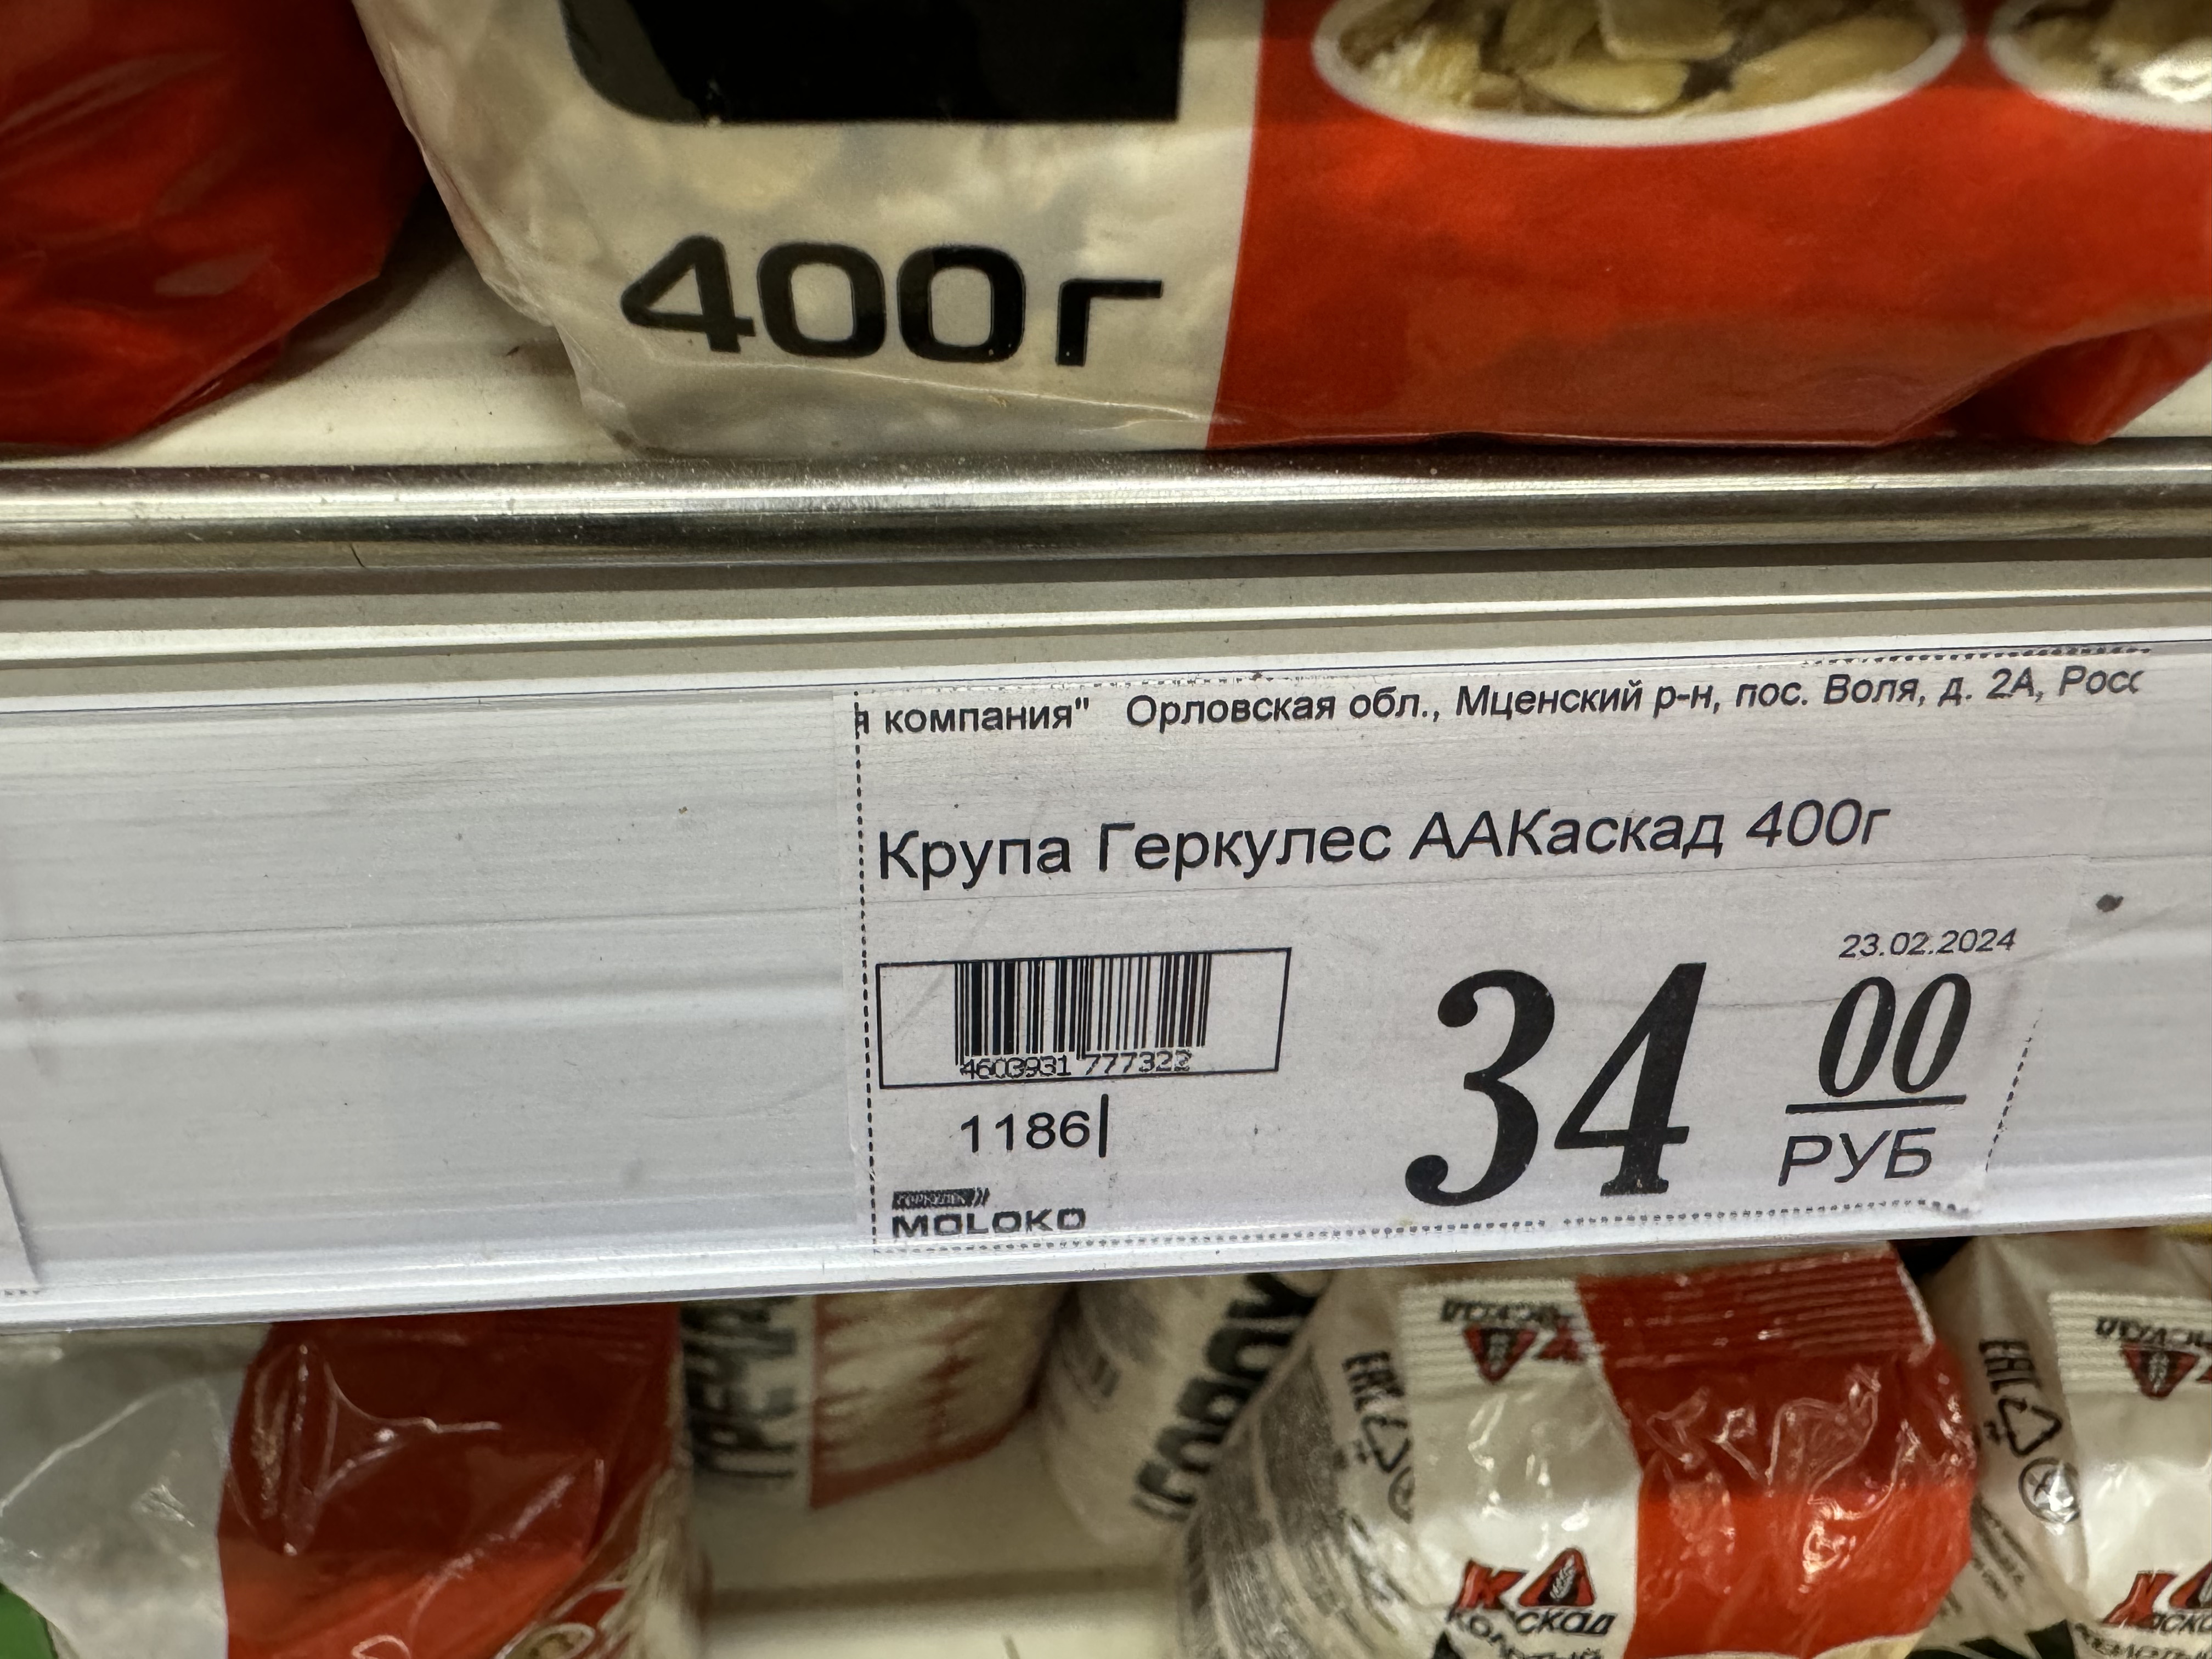 400г
я компания" Орловская обл., Мценский р-н, пос. Воля, д. 2А, Росс
Крупа Геркулес ААКаскад 400г
23.02.2024
34 00
РУБ
4603931 777322
1186
MOLOKO
ЕАС
Каскад